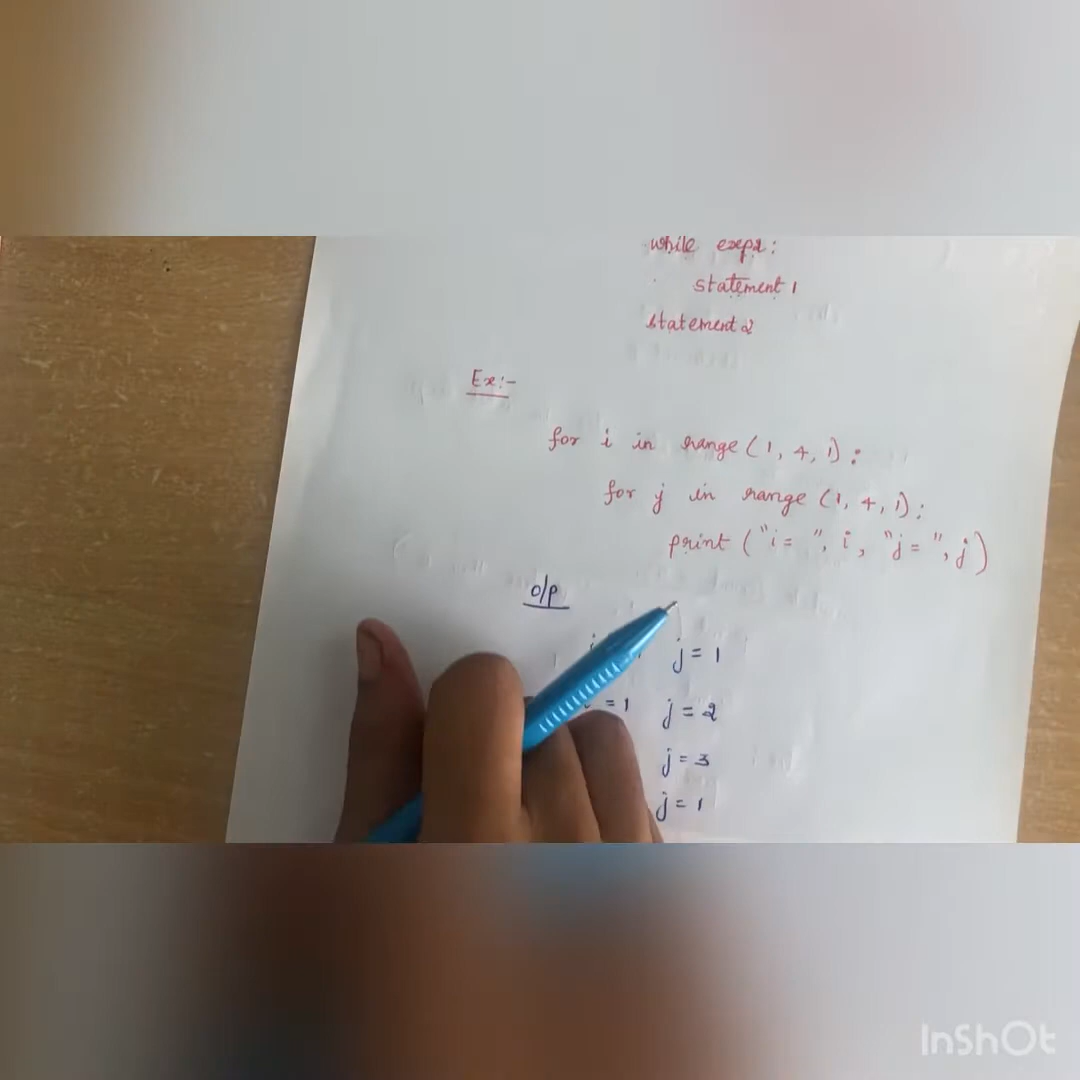 while expr:
statement 1
statement 2
Ex:-
for i in range (1, 4, 1):
for j in range (1, 4, 1):
print ("i= ", i, "j= ", j)
o/p
j = 1
= 1 j = 2
j = 3
j = 1
InShOt